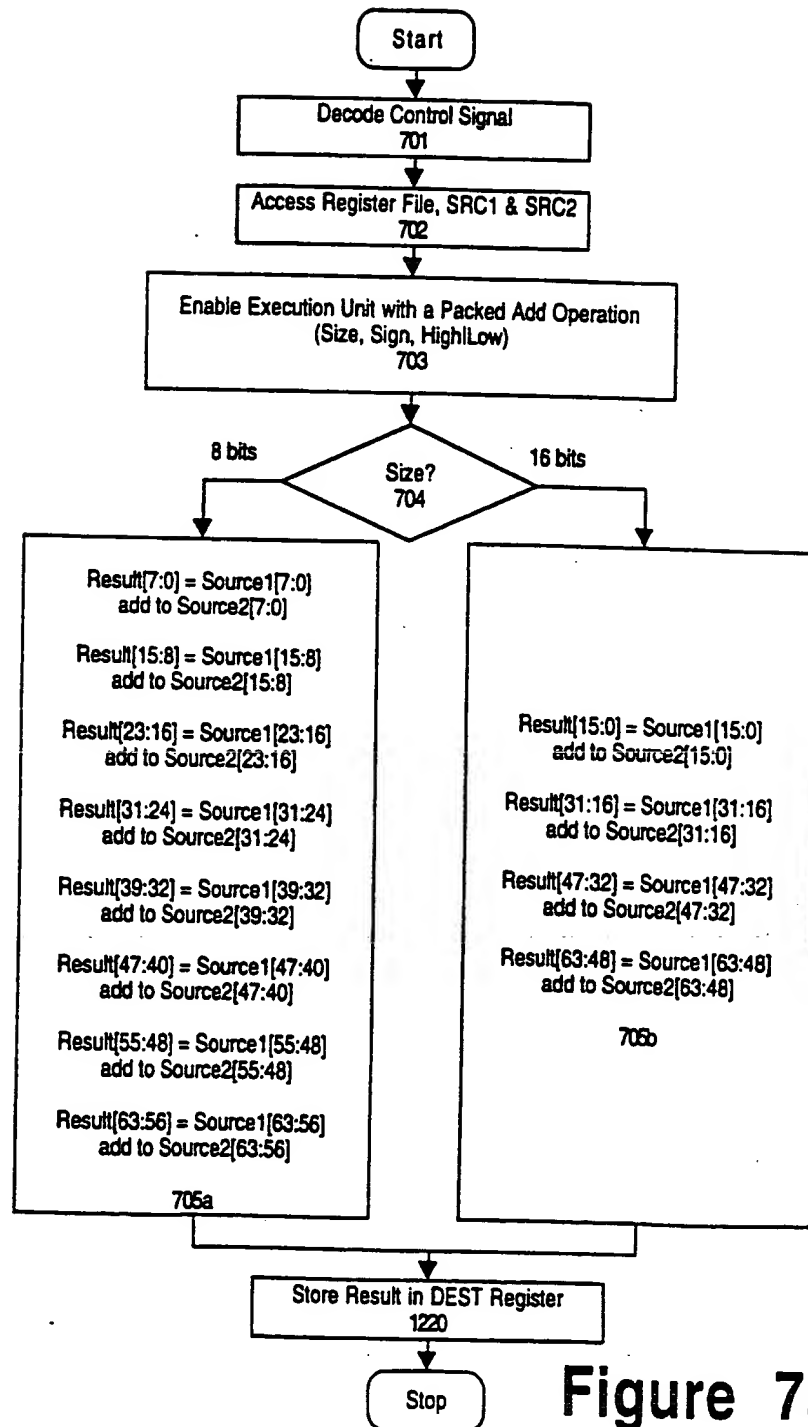 Start
Decode Control Signal
701
Access Register File, SRC1 & SRC2
702
Enable Execution Unit with a Packed Add Operation
(Size, Sign, High|Low)
703
8 bits
Size?
704
16 bits
Result[7:0] = Source1[7:0]
add to Source2[7:0]
Result[15:8] = Source1[15:8]
add to Source2[15:8]
Result[23:16] = Source1[23:16]
add to Source2[23:16]
Result[31:24] = Source1[31:24]
add to Source2[31:24]
Result[39:32] = Source1[39:32]
add to Source2[39:32]
Result[47:40] = Source1[47:40]
add to Source2[47:40]
Result[55:48] = Source1[55:48]
add to Source2[55:48]
Result[63:56] = Source1[63:56]
add to Source2[63:56]
705a
Result[15:0] = Source1[15:0]
add to Source2[15:0]
Result[31:16] = Source1[31:16]
add to Source2[31:16]
Result[47:32] = Source1[47:32]
add to Source2[47:32]
Result[63:48] = Source1[63:48]
add to Source2[63:48]
705b
Store Result in DEST Register
1220
Stop
Figure 7